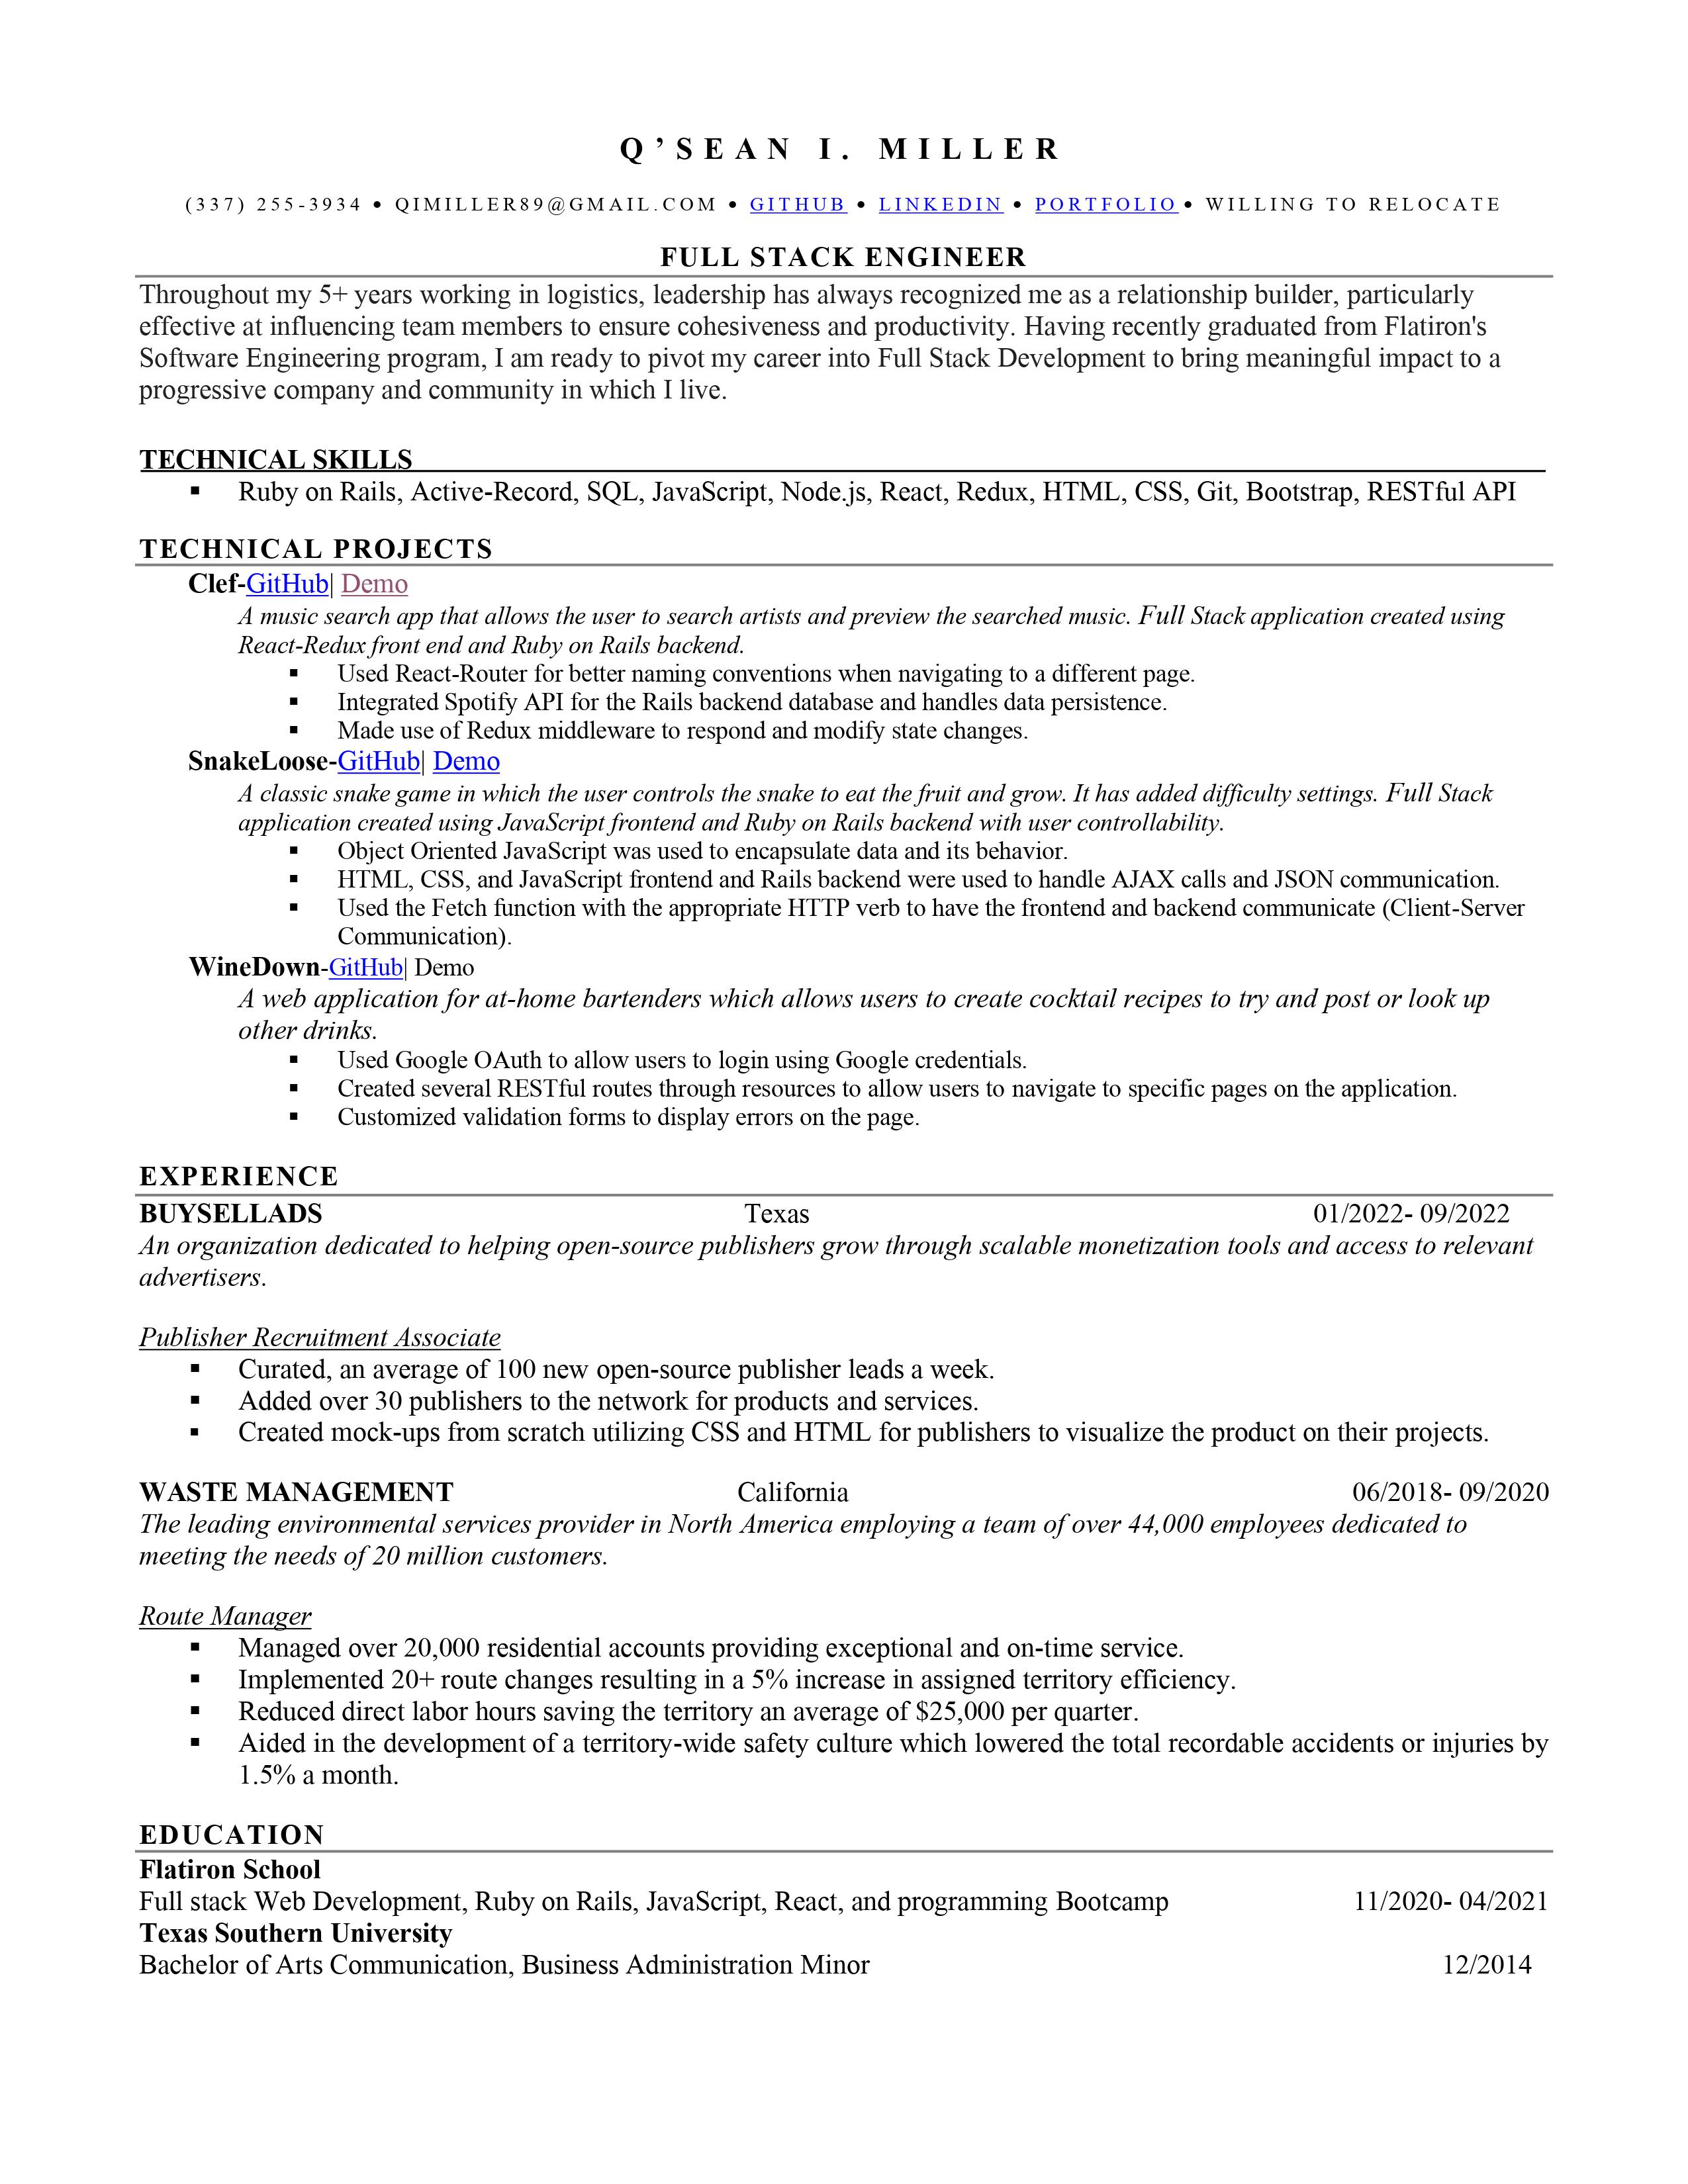 Q’SEAN I. MILLER
(337) 255-3934 • QIMILLER89@GMAIL.COM • GITHUB • LINKEDIN • PORTFOLIO • WILLING TO RELOCATE
FULL STACK ENGINEER
Throughout my 5+ years working in logistics, leadership has always recognized me as a relationship builder, particularly
effective at influencing team members to ensure cohesiveness and productivity. Having recently graduated from Flatiron's
Software Engineering program, I am ready to pivot my career into Full Stack Development to bring meaningful impact to a
progressive company and community in which I live.
TECHNICAL SKILLS
▪ Ruby on Rails, Active-Record, SQL, JavaScript, Node.js, React, Redux, HTML, CSS, Git, Bootstrap, RESTful API
TECHNICAL PROJECTS
Clef-GitHub| Demo
A music search app that allows the user to search artists and preview the searched music. Full Stack application created using
React-Redux front end and Ruby on Rails backend.
▪ Used React-Router for better naming conventions when navigating to a different page.
▪ Integrated Spotify API for the Rails backend database and handles data persistence.
▪ Made use of Redux middleware to respond and modify state changes.
SnakeLoose-GitHub| Demo
A classic snake game in which the user controls the snake to eat the fruit and grow. It has added difficulty settings. Full Stack
application created using JavaScript frontend and Ruby on Rails backend with user controllability.
▪ Object Oriented JavaScript was used to encapsulate data and its behavior.
▪ HTML, CSS, and JavaScript frontend and Rails backend were used to handle AJAX calls and JSON communication.
▪ Used the Fetch function with the appropriate HTTP verb to have the frontend and backend communicate (Client-Server
Communication).
WineDown-GitHub| Demo
A web application for at-home bartenders which allows users to create cocktail recipes to try and post or look up
other drinks.
▪ Used Google OAuth to allow users to login using Google credentials.
▪ Created several RESTful routes through resources to allow users to navigate to specific pages on the application.
▪ Customized validation forms to display errors on the page.
EXPERIENCE
BUYSELLADS Texas 01/2022- 09/2022
An organization dedicated to helping open-source publishers grow through scalable monetization tools and access to relevant
advertisers.
Publisher Recruitment Associate
▪ Curated, an average of 100 new open-source publisher leads a week.
▪ Added over 30 publishers to the network for products and services.
▪ Created mock-ups from scratch utilizing CSS and HTML for publishers to visualize the product on their projects.
WASTE MANAGEMENT California 06/2018- 09/2020
The leading environmental services provider in North America employing a team of over 44,000 employees dedicated to
meeting the needs of 20 million customers.
Route Manager
▪ Managed over 20,000 residential accounts providing exceptional and on-time service.
▪ Implemented 20+ route changes resulting in a 5% increase in assigned territory efficiency.
▪ Reduced direct labor hours saving the territory an average of $25,000 per quarter.
▪ Aided in the development of a territory-wide safety culture which lowered the total recordable accidents or injuries by
1.5% a month.
EDUCATION
Flatiron School
Full stack Web Development, Ruby on Rails, JavaScript, React, and programming Bootcamp 11/2020- 04/2021
Texas Southern University
Bachelor of Arts Communication, Business Administration Minor 12/2014